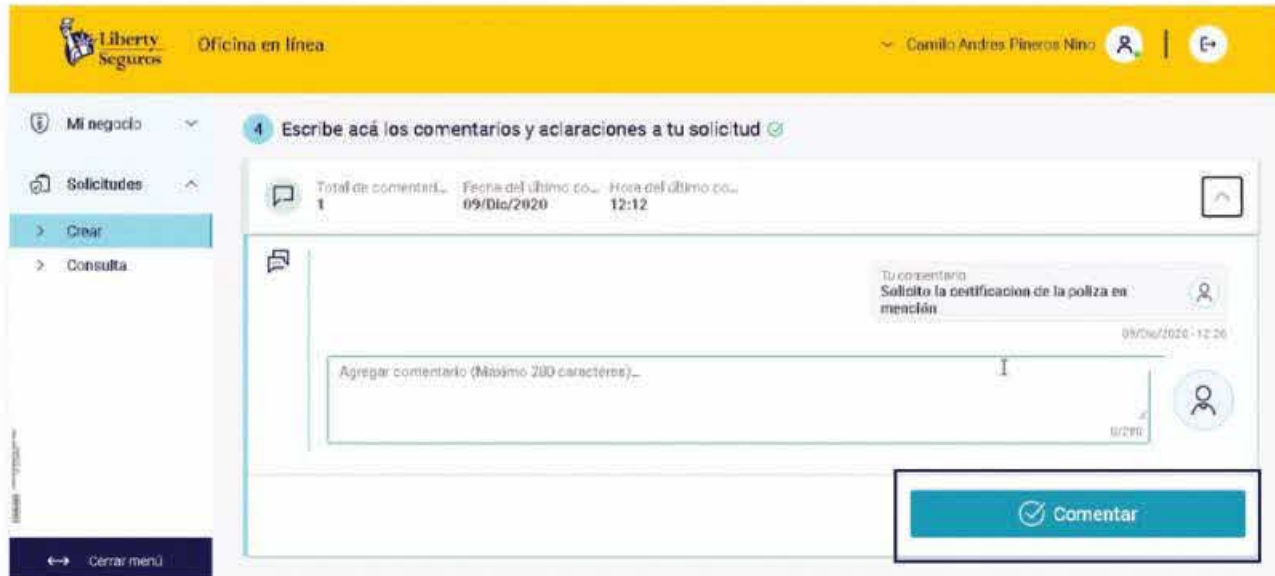 Liberty
Seguros
Oficina en línea
Camilo Andres Pineros Nino
Mi negocio
Solicitudes
Crear
Consulta
Cerrar menú
4 Escribe acá los comentarios y aclaraciones a tu solicitud
Total de comentari... Fecha del último co... Hora del último co...
1 09/Dic/2020 12:12
Tu comentario
Solicito la certificacion de la poliza en
mención
09/Dic/2020 - 12:26
Agregar comentario (Máximo 280 caracteres)...
0/280
Comentar